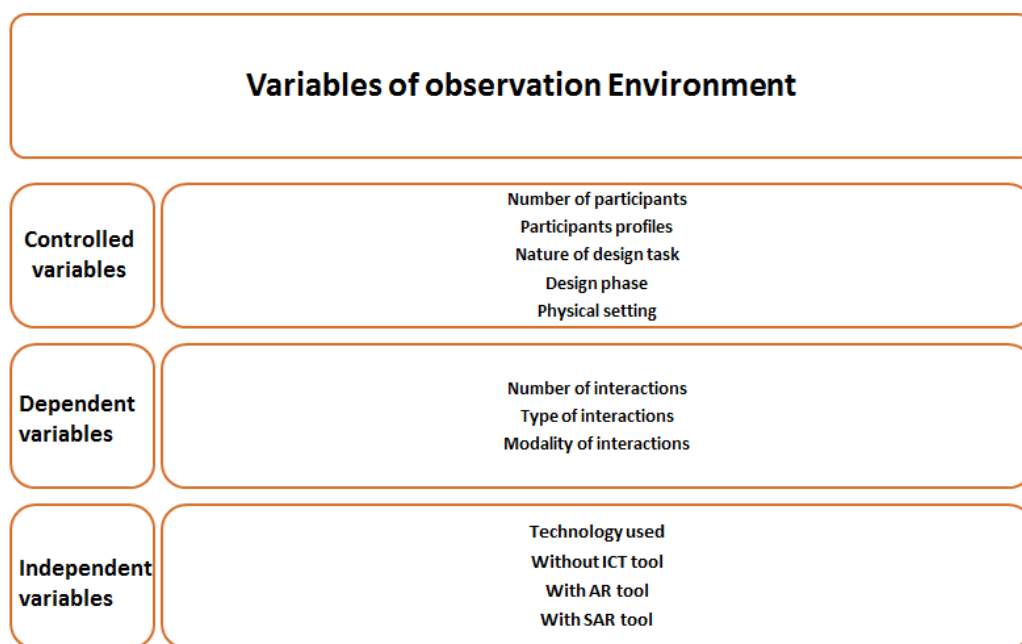 Variables of observation Environment
Controlled
variables
Number of participants
Participants profiles
Nature of design task
Design phase
Physical setting
Dependent
variables
Number of interactions
Type of interactions
Modality of interactions
Independent
variables
Technology used
Without ICT tool
With AR tool
With SAR tool